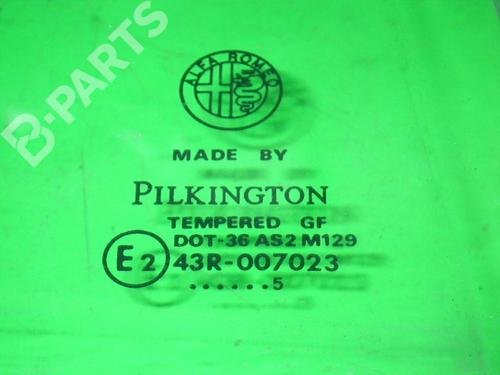 B-PARTS
ALFA ROMEO
MADE BY
PILKINGTON
TEMPERED GF
DOT-36 AS2 M129
E2 43R-007023
......5